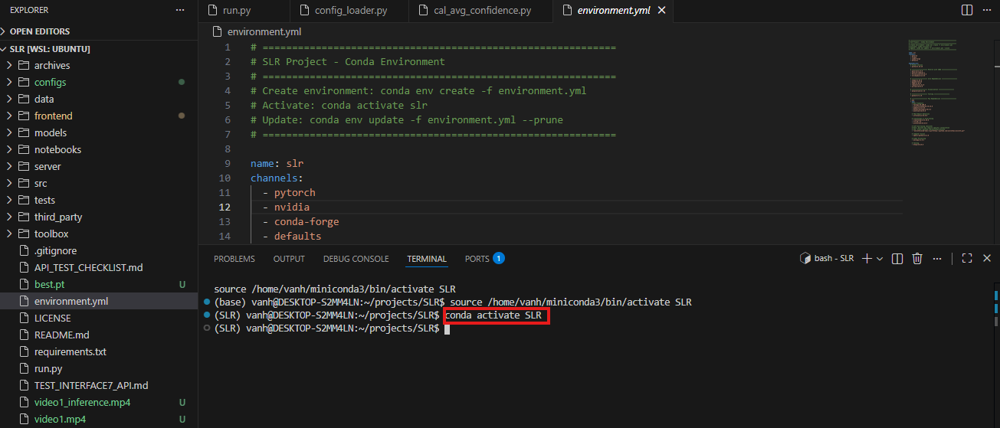 EXPLORER
···
OPEN EDITORS
SLR [WSL: UBUNTU]
archives
configs
data
frontend
models
notebooks
server
src
tests
third_party
toolbox
.gitignore
API_TEST_CHECKLIST.md
best.pt U
environment.yml
LICENSE
README.md
requirements.txt
run.py
TEST_INTERFACE7_API.md
video1_inference.mp4 U
video1.mp4 U
run.py config_loader.py cal_avg_confidence.py environment.yml
environment.yml
1 # ============================================================
2 # SLR Project - Conda Environment
3 # ============================================================
4 # Create environment: conda env create -f environment.yml
5 # Activate: conda activate slr
6 # Update: conda env update -f environment.yml --prune
7 # ============================================================
8
9 name: slr
10 channels:
11 - pytorch
12 - nvidia
13 - conda-forge
14 - defaults
PROBLEMS OUTPUT DEBUG CONSOLE TERMINAL PORTS 1 bash - SLR
source /home/vanh/miniconda3/bin/activate SLR
(base) vanh@DESKTOP-S2MM4LN:~/projects/SLR$ source /home/vanh/miniconda3/bin/activate SLR
(SLR) vanh@DESKTOP-S2MM4LN:~/projects/SLR$ conda activate SLR
(SLR) vanh@DESKTOP-S2MM4LN:~/projects/SLR$